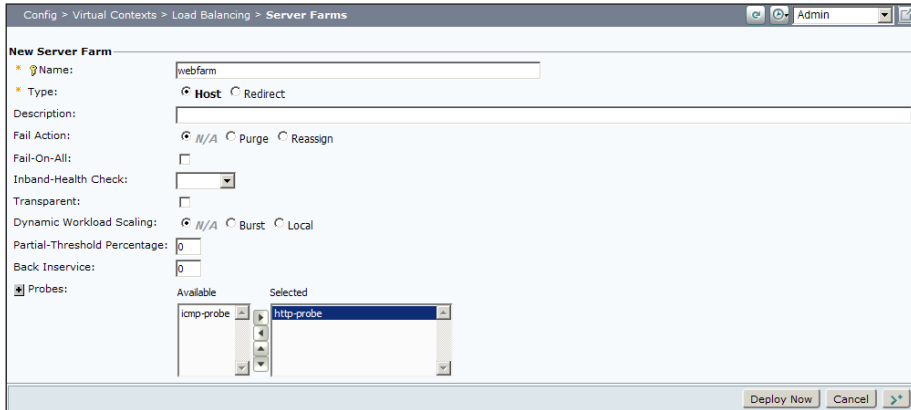 Config > Virtual Contexts > Load Balancing > Server Farms
Admin
New Server Farm
* Name: webfarm
* Type: Host Redirect
Description:
Fail Action: N/A Purge Reassign
Fail-On-All:
Inband-Health Check:
Transparent:
Dynamic Workload Scaling: N/A Burst Local
Partial-Threshold Percentage: 0
Back Inservice: 0
Probes:
Available Selected
icmp-probe http-probe
Deploy Now Cancel